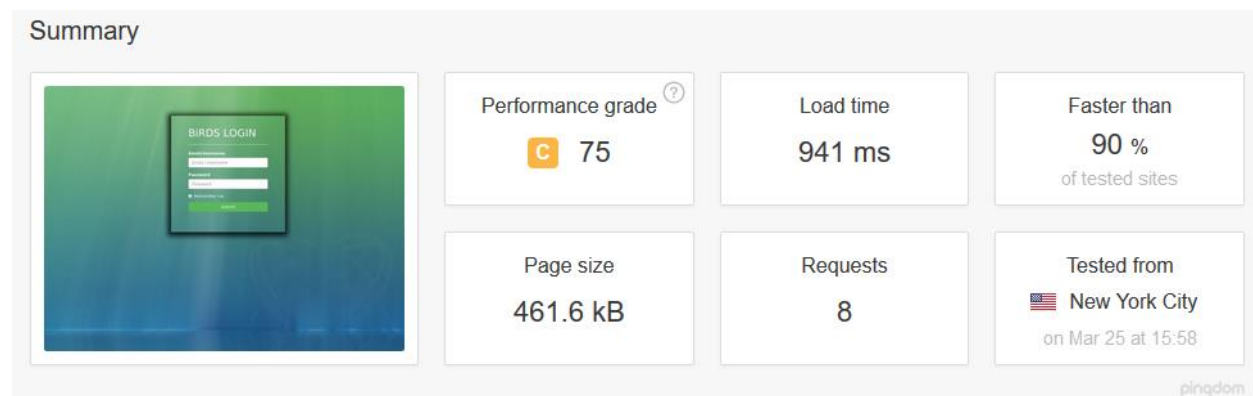 Summary
BIRDS LOGIN
Password
Performance grade ?
C 75
Load time
941 ms
Faster than
90 %
of tested sites
Page size
461.6 kB
Requests
8
Tested from
New York City
on Mar 25 at 15:58
pingdom